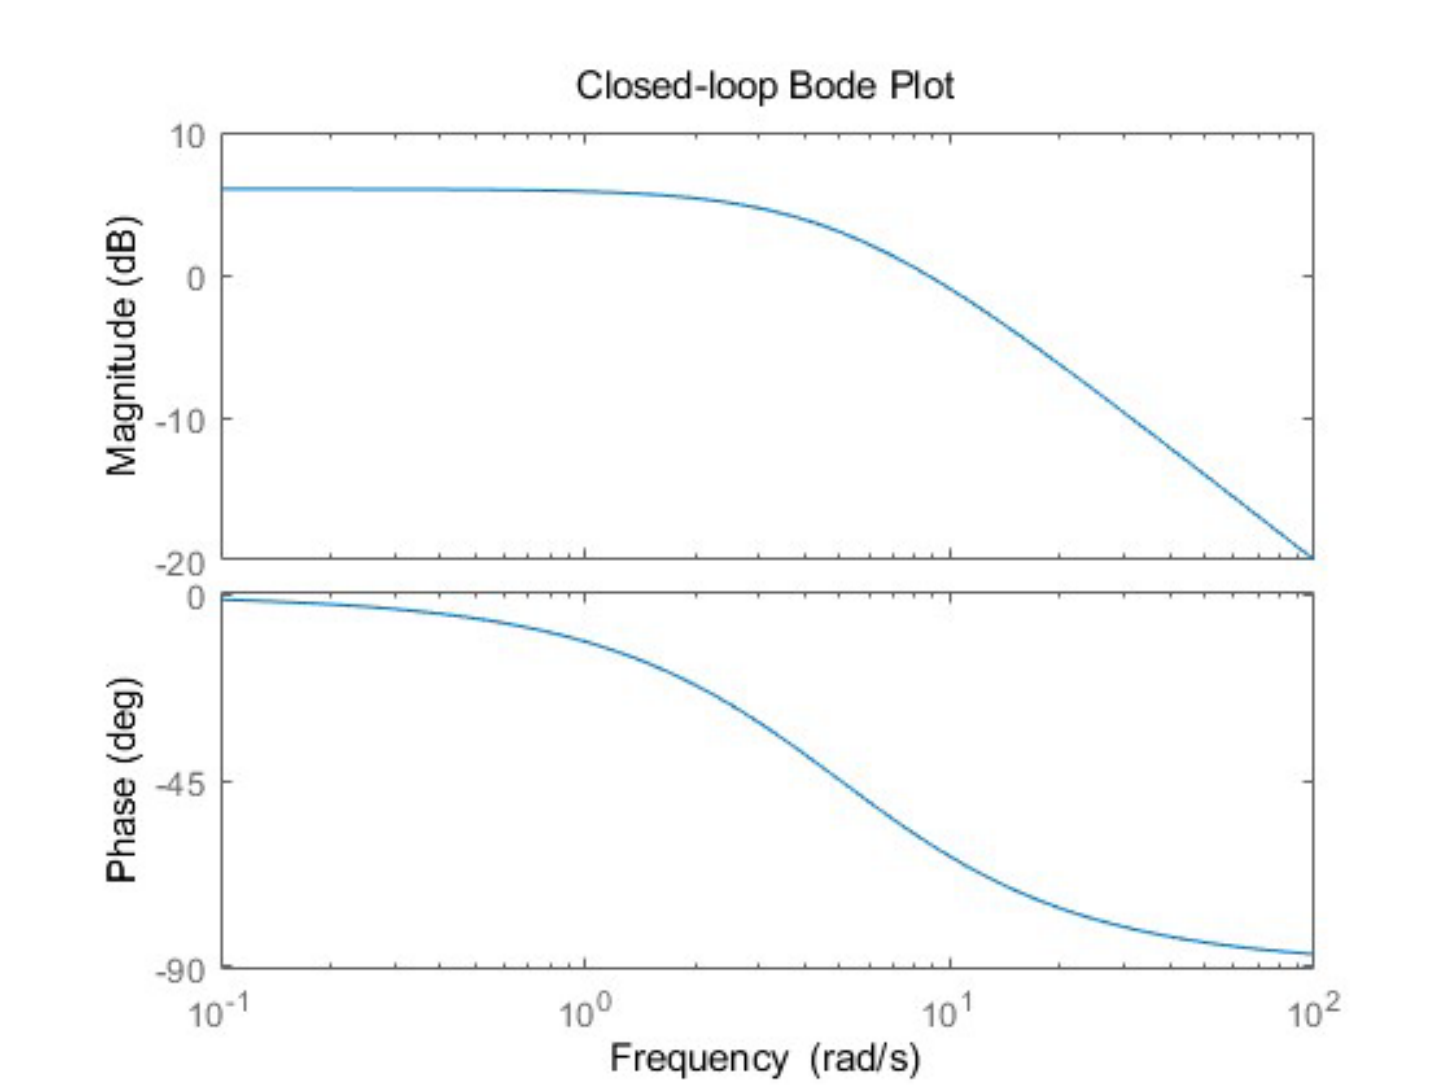 Closed-loop Bode Plot
10
0
-10
-20
Magnitude (dB)
0
-45
-90
Phase (deg)
10^-1 10^0 10^1 10^2
Frequency (rad/s)